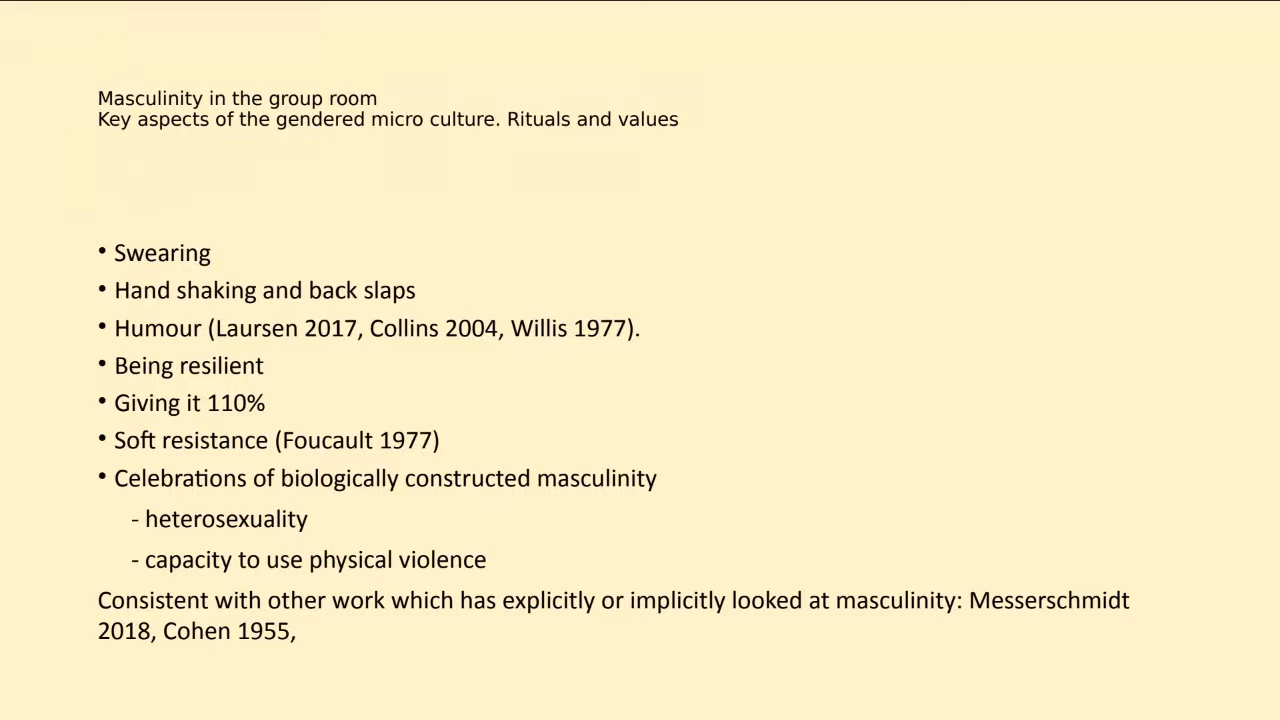 Masculinity in the group room
Key aspects of the gendered micro culture. Rituals and values
• Swearing
• Hand shaking and back slaps
• Humour (Laursen 2017, Collins 2004, Willis 1977).
• Being resilient
• Giving it 110%
• Soft resistance (Foucault 1977)
• Celebrations of biologically constructed masculinity
- heterosexuality
- capacity to use physical violence
Consistent with other work which has explicitly or implicitly looked at masculinity: Messerschmidt
2018, Cohen 1955,